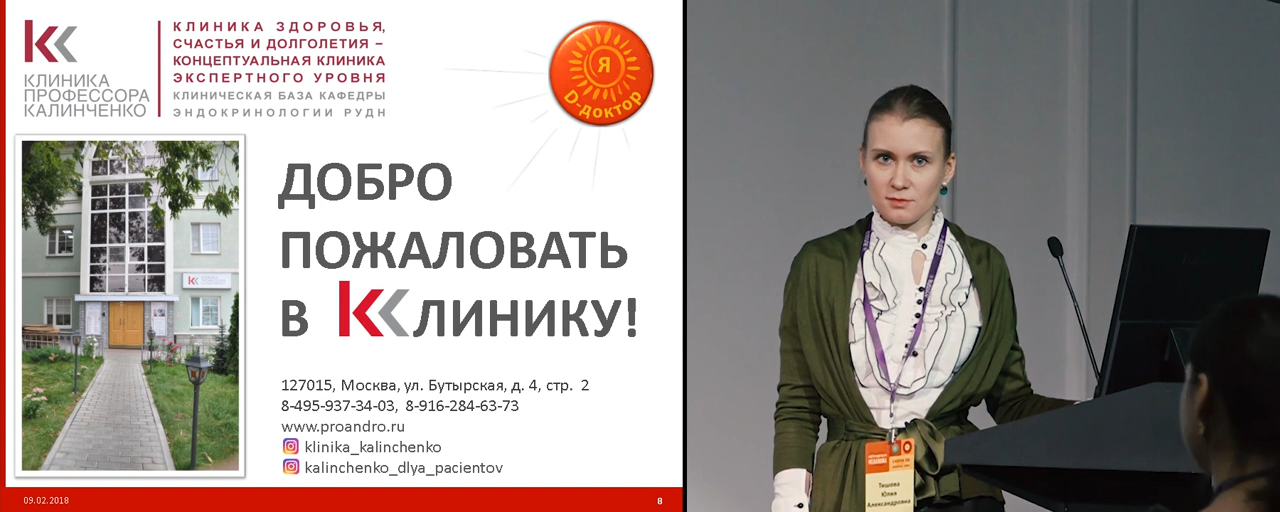 КЛИНИКА
ПРОФЕССОРА
КАЛИНЧЕНКО
КЛИНИКА ЗДОРОВЬЯ,
СЧАСТЬЯ И ДОЛГОЛЕТИЯ –
КОНЦЕПТУАЛЬНАЯ КЛИНИКА
ЭКСПЕРТНОГО УРОВНЯ
КЛИНИЧЕСКАЯ БАЗА КАФЕДРЫ
ЭНДОКРИНОЛОГИИ РУДН
Я
D-доктор
ДОБРО
ПОЖАЛОВАТЬ
В КЛИНИКУ!
127015, Москва, ул. Бутырская, д. 4, стр. 2
8-495-937-34-03, 8-916-284-63-73
www.proandro.ru
klinika_kalinchenko
kalinchenko_dlya_pacientov
09.02.2018
8
Тишова
Юлия
Александровна